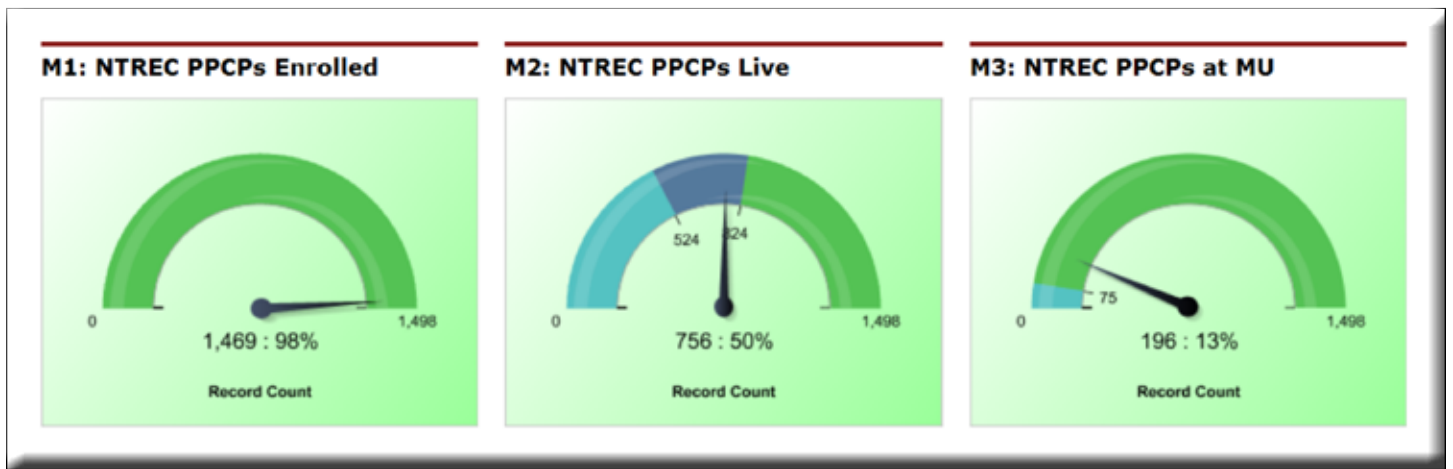 M1: NTREC PPCPs Enrolled
0
1,498
1,469 : 98%
Record Count
M2: NTREC PPCPs Live
524
824
0
1,498
756 : 50%
Record Count
M3: NTREC PPCPs at MU
75
0
1,498
196 : 13%
Record Count